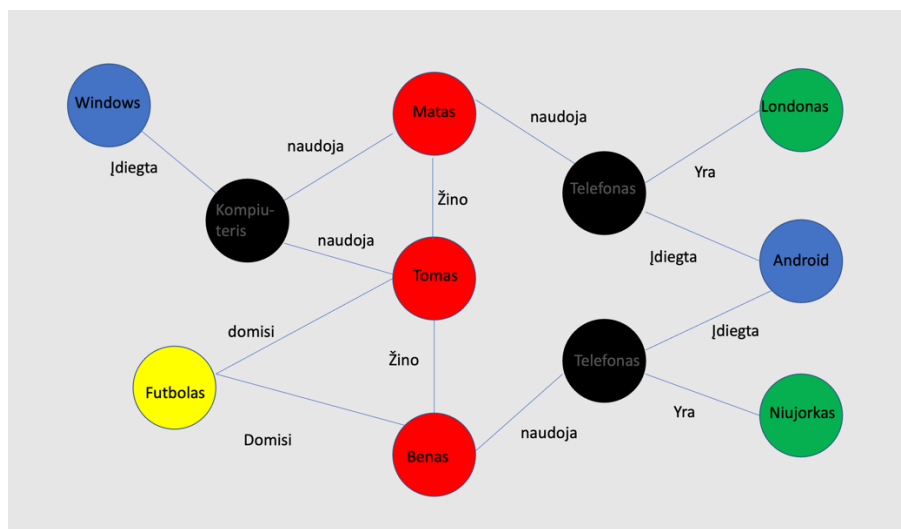 Windows
Matas
Londonas
naudoja
naudoja
Įdiegta
Yra
Telefonas
Žino
Kompiu-
teris
naudoja
Įdiegta
Android
Tomas
domisi
Įdiegta
Žino
Telefonas
Futbolas
Yra
Niujorkas
Domisi
naudoja
Benas